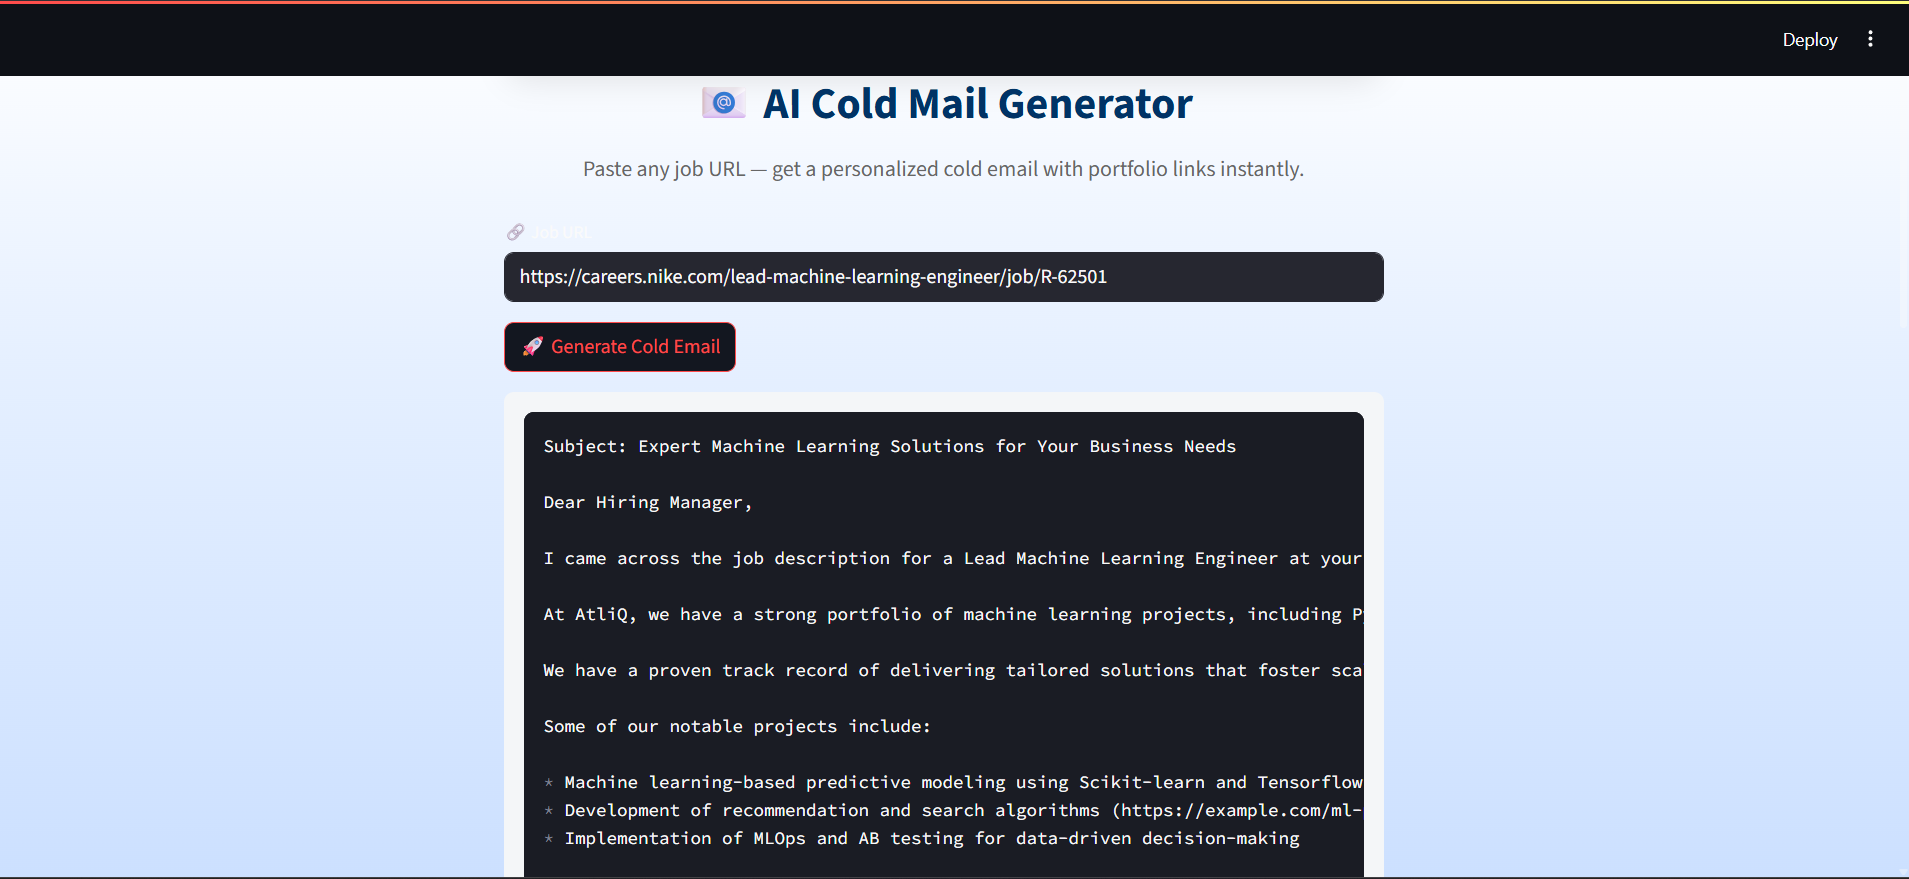 Deploy
AI Cold Mail Generator
Paste any job URL — get a personalized cold email with portfolio links instantly.
Job URL
https://careers.nike.com/lead-machine-learning-engineer/job/R-62501
Generate Cold Email
Subject: Expert Machine Learning Solutions for Your Business Needs
Dear Hiring Manager,
I came across the job description for a Lead Machine Learning Engineer at your
At AtliQ, we have a strong portfolio of machine learning projects, including
We have a proven track record of delivering tailored solutions that foster sca
Some of our notable projects include:
* Machine learning-based predictive modeling using Scikit-learn and Tensorflow
* Development of recommendation and search algorithms (https://example.com/ml-
* Implementation of MLOps and AB testing for data-driven decision-making